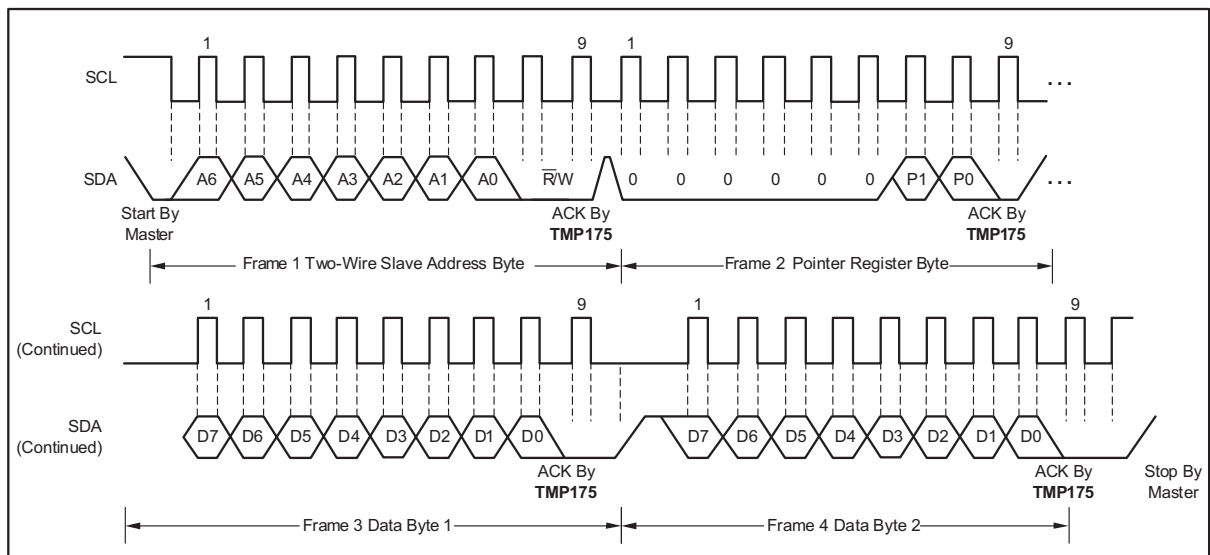 1 9 1 9
SCL
. . .
SDA A6 A5 A4 A3 A2 A1 A0 R̅/W 0 0 0 0 0 0 P1 P0 . . .
Start By
Master
ACK By
TMP175
ACK By
TMP175
Frame 1 Two-Wire Slave Address Byte
Frame 2 Pointer Register Byte
1 9 1 9
SCL
(Continued)
SDA
(Continued)
D7 D6 D5 D4 D3 D2 D1 D0 D7 D6 D5 D4 D3 D2 D1 D0
ACK By
TMP175
ACK By
TMP175
Stop By
Master
Frame 3 Data Byte 1
Frame 4 Data Byte 2